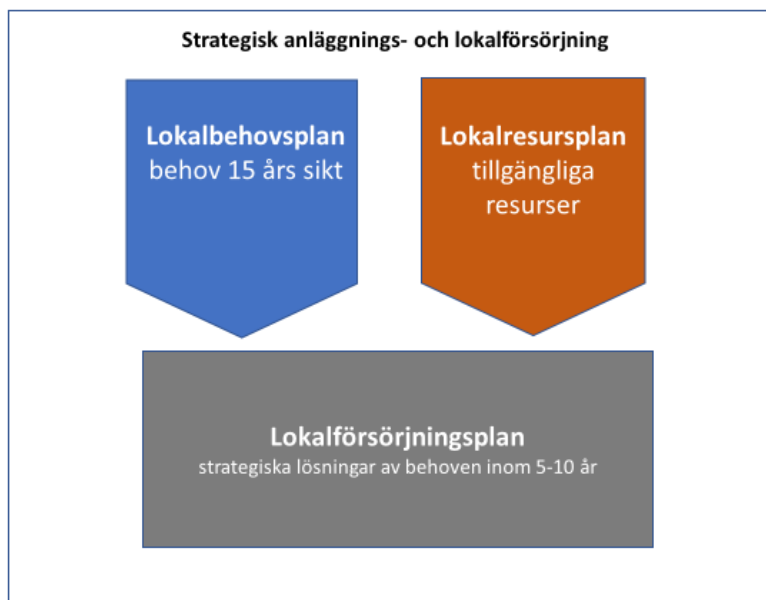 Strategisk anläggnings- och lokalförsörjning
Lokalbehovsplan
behov 15 års sikt
Lokalresursplan
tillgängliga
resurser
Lokalförsörjningsplan
strategiska lösningar av behoven inom 5-10 år